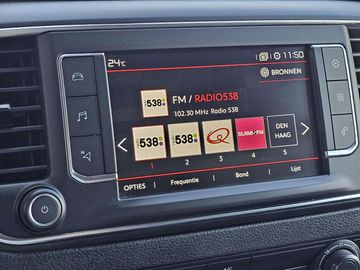 24°C 11:50
BRONNEN
538 FM / RADIO538
102.30 MHz Radio 538
538 538 Q SLAM!FM DEN HAAG
1 2 3 4 5
OPTIES Frequentie Band Lijst